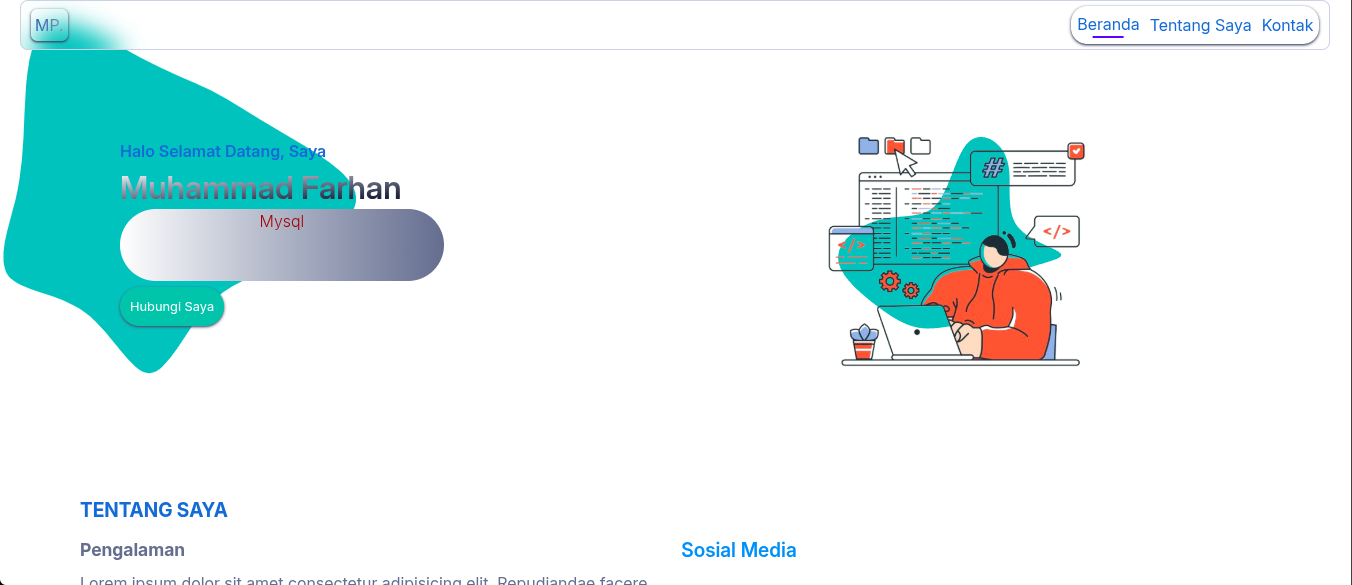 MP.
Beranda Tentang Saya Kontak
Halo Selamat Datang, Saya
Muhammad Farhan
Mysql
Hubungi Saya
#
</>
</>
TENTANG SAYA
Pengalaman
Sosial Media
Lorem ipsum dolor sit amet consectetur adipisicing elit. Repudiandae facere